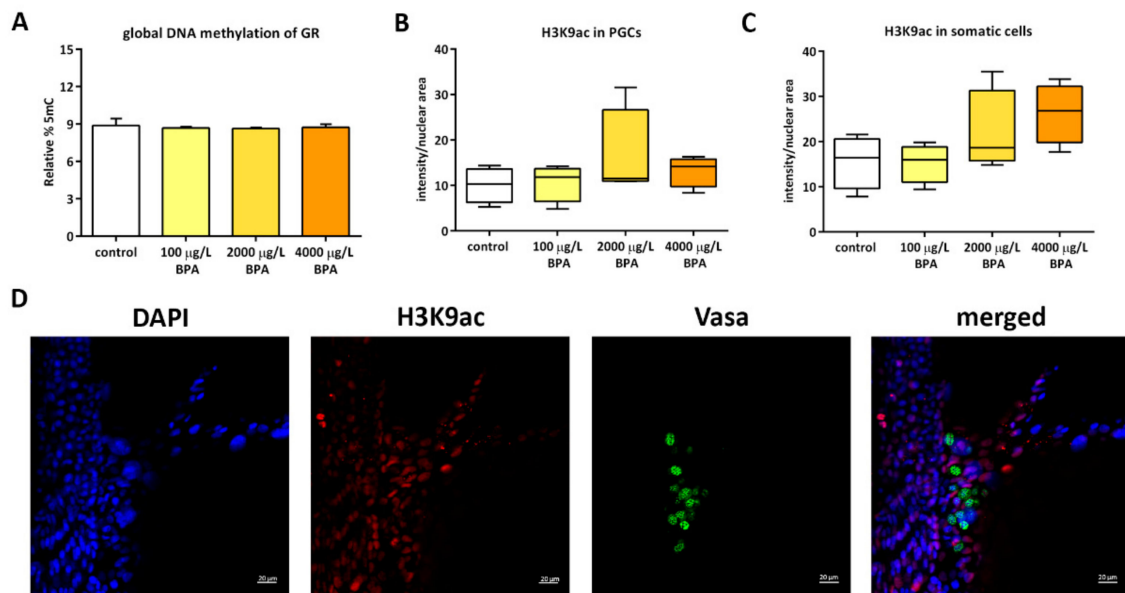 A
global DNA methylation of GR
Relative % 5mC
15
12
9
6
3
0
control
100 µg/L
BPA
2000 µg/L
BPA
4000 µg/L
BPA
B
H3K9ac in PGCs
intensity/nuclear area
40
30
20
10
0
control
100 µg/L
BPA
2000 µg/L
BPA
4000 µg/L
BPA
C
H3K9ac in somatic cells
intensity/nuclear area
40
30
20
10
0
control
100 µg/L
BPA
2000 µg/L
BPA
4000 µg/L
BPA
D
DAPI
H3K9ac
Vasa
merged
20 µm
20 µm
20 µm
20 µm